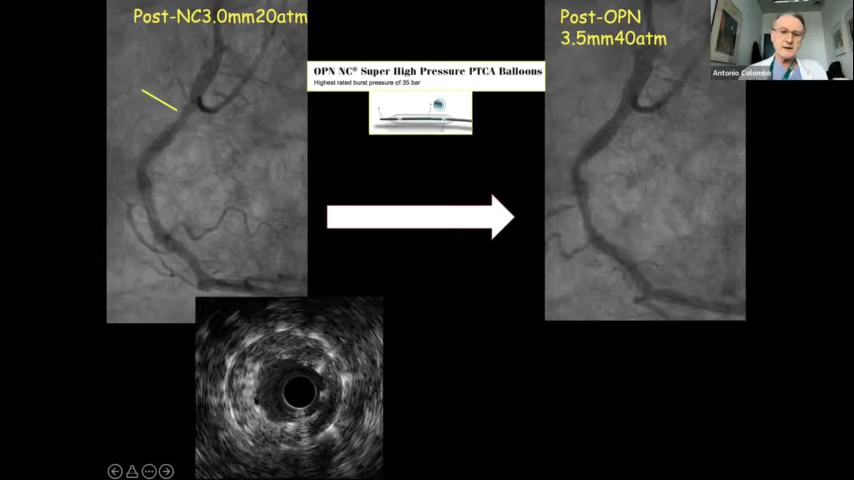 Post-NC3.0mm20atm
OPN NC® Super High Pressure PTCA Balloons
Highest rated burst pressure of 35 bar
Post-OPN
3.5mm40atm
Antonio Colombo